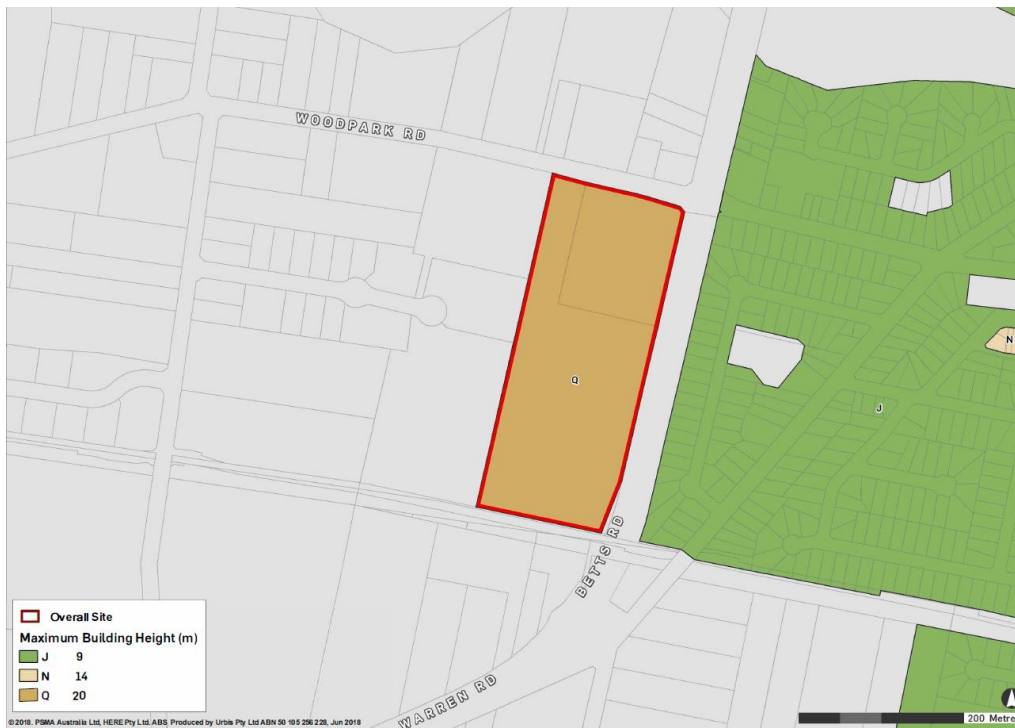 WOODPARK RD
N
Q
J
BETTS RD
WARREN RD
Overall Site
Maximum Building Height (m)
J 9
N 14
Q 20
©2018. PSMA Australia Ltd, HERE Pty Ltd. ABS. Produced by Urbis Pty Ltd ABN 50 105 256 228, Jun 2018
200 Metre